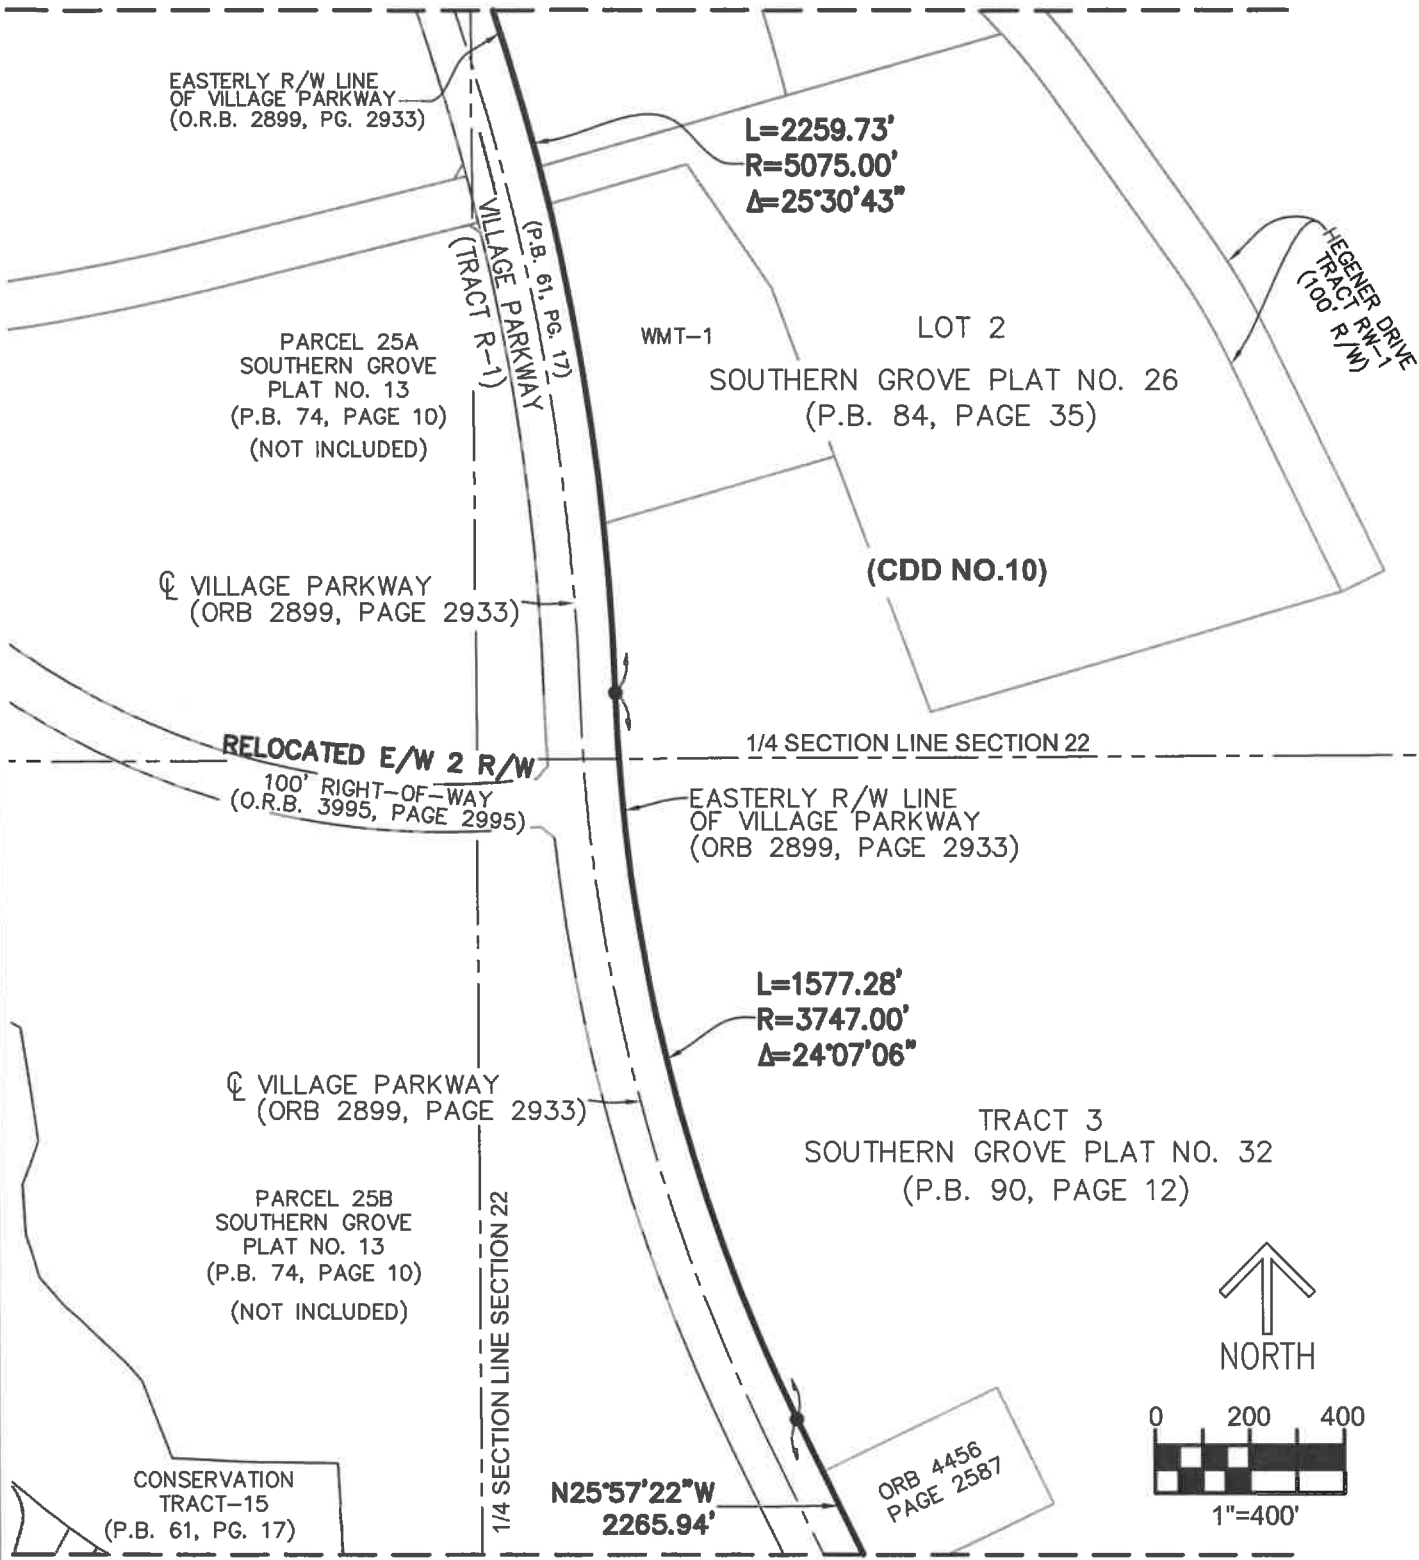 EASTERLY R/W LINE
OF VILLAGE PARKWAY
(O.R.B. 2899, PG. 2933)
L=2259.73'
R=5075.00'
Δ=25°30'43"
VILLAGE PARKWAY
(TRACT R-1)
(P.B. 61, PG. 17)
HEGENER DRIVE
TRACT RW-1
(100' R/W)
PARCEL 25A
SOUTHERN GROVE
PLAT NO. 13
(P.B. 74, PAGE 10)
(NOT INCLUDED)
WMT-1
LOT 2
SOUTHERN GROVE PLAT NO. 26
(P.B. 84, PAGE 35)
(CDD NO.10)
℄ VILLAGE PARKWAY
(ORB 2899, PAGE 2933)
RELOCATED E/W 2 R/W
100' RIGHT-OF-WAY
(O.R.B. 3995, PAGE 2995)
1/4 SECTION LINE SECTION 22
EASTERLY R/W LINE
OF VILLAGE PARKWAY
(ORB 2899, PAGE 2933)
L=1577.28'
R=3747.00'
Δ=24°07'06"
℄ VILLAGE PARKWAY
(ORB 2899, PAGE 2933)
TRACT 3
SOUTHERN GROVE PLAT NO. 32
(P.B. 90, PAGE 12)
PARCEL 25B
SOUTHERN GROVE
PLAT NO. 13
(P.B. 74, PAGE 10)
(NOT INCLUDED)
1/4 SECTION LINE SECTION 22
NORTH
0 200 400
1"=400'
CONSERVATION
TRACT-15
(P.B. 61, PG. 17)
N25°57'22"W
2265.94'
ORB 4456
PAGE 2587